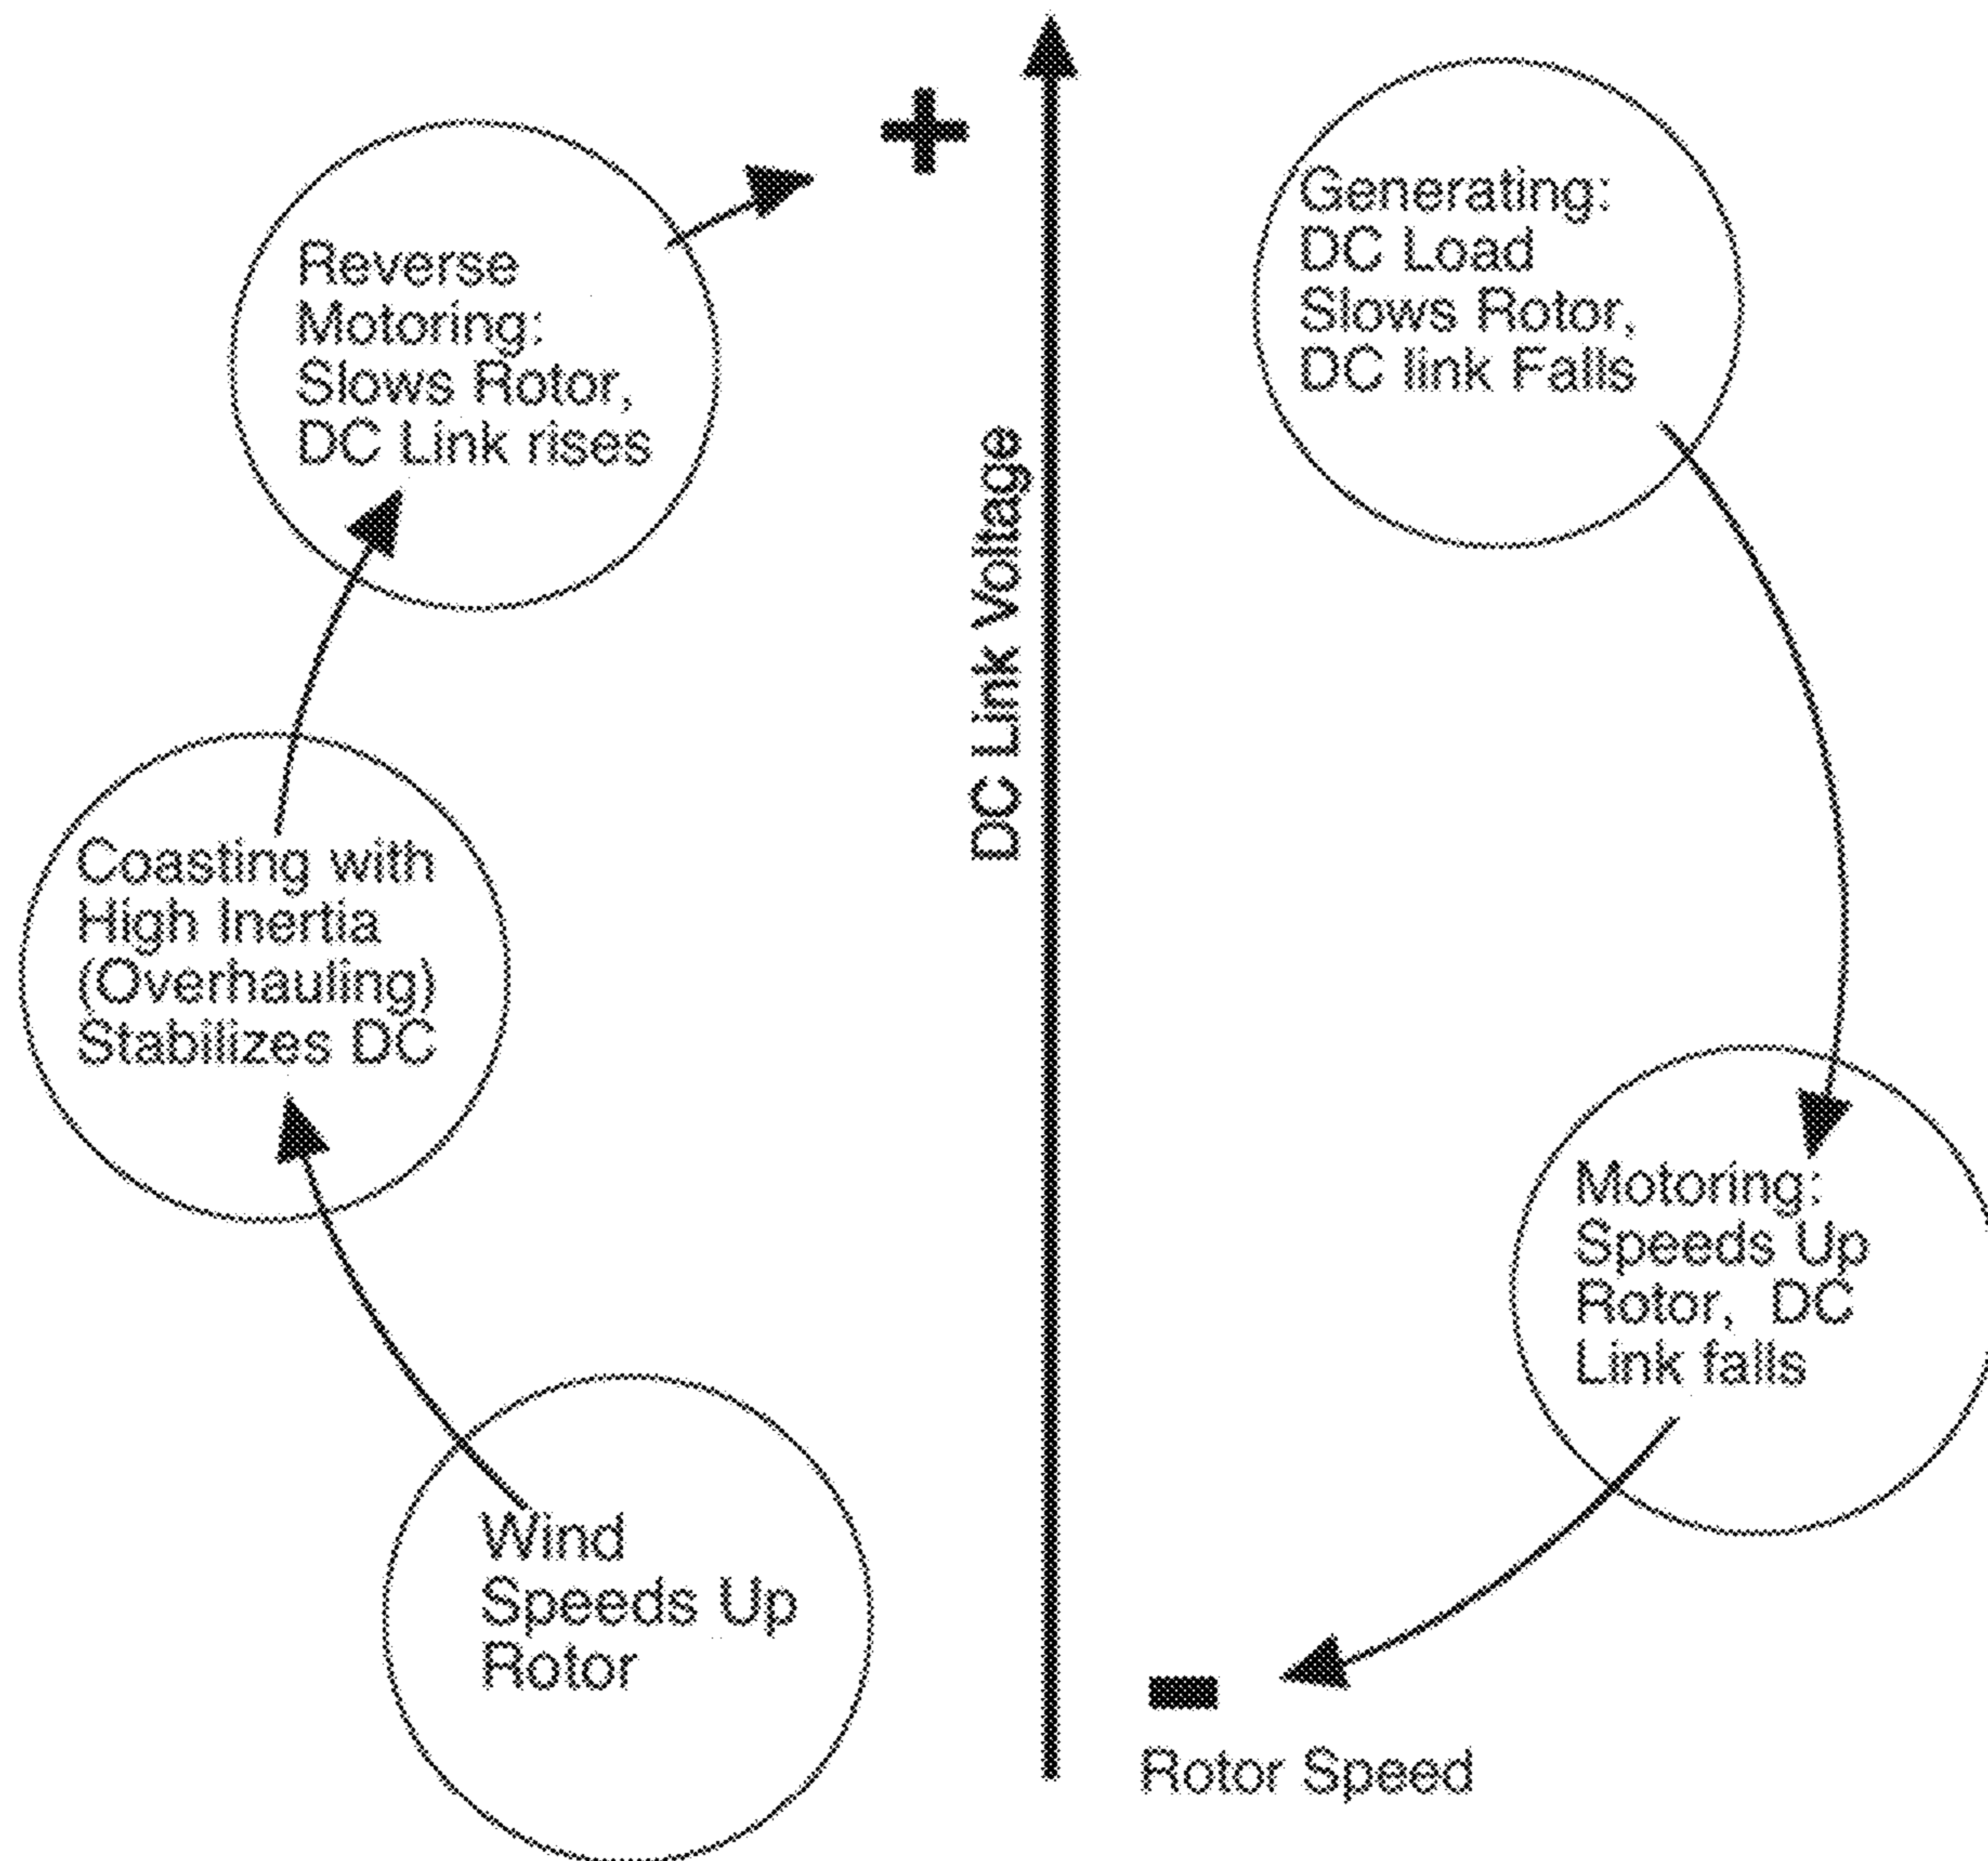 +
Generating:
DC Load
Slows Rotor,
DC link Falls
Reverse
Motoring:
Slows Rotor,
DC Link rises
DC Link Voltage
Coasting with
High Inertia
(Overhauling)
Stabilizes DC
Motoring:
Speeds Up
Rotor, DC
Link falls
Wind
Speeds Up
Rotor
-
Rotor Speed